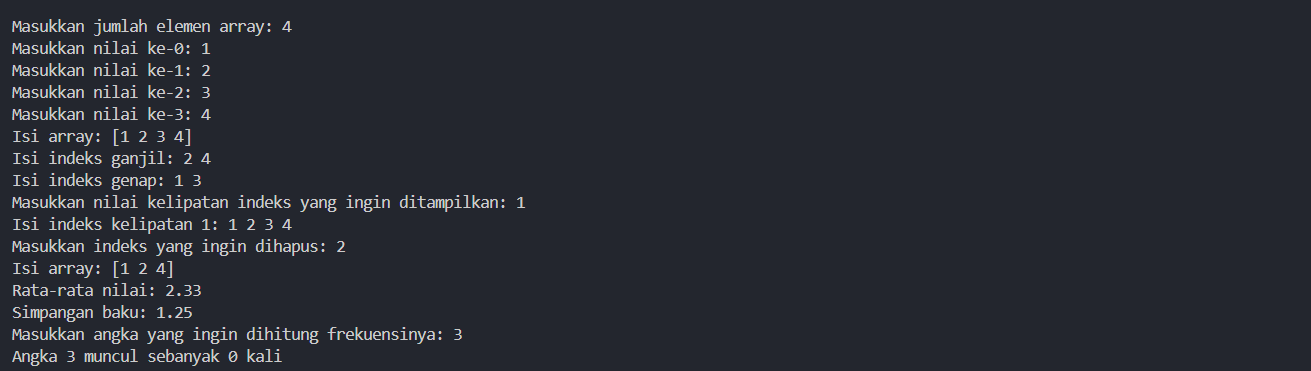 Masukkan jumlah elemen array: 4
Masukkan nilai ke-0: 1
Masukkan nilai ke-1: 2
Masukkan nilai ke-2: 3
Masukkan nilai ke-3: 4
Isi array: [1 2 3 4]
Isi indeks ganjil: 2 4
Isi indeks genap: 1 3
Masukkan nilai kelipatan indeks yang ingin ditampilkan: 1
Isi indeks kelipatan 1: 1 2 3 4
Masukkan indeks yang ingin dihapus: 2
Isi array: [1 2 4]
Rata-rata nilai: 2.33
Simpangan baku: 1.25
Masukkan angka yang ingin dihitung frekuensinya: 3
Angka 3 muncul sebanyak 0 kali